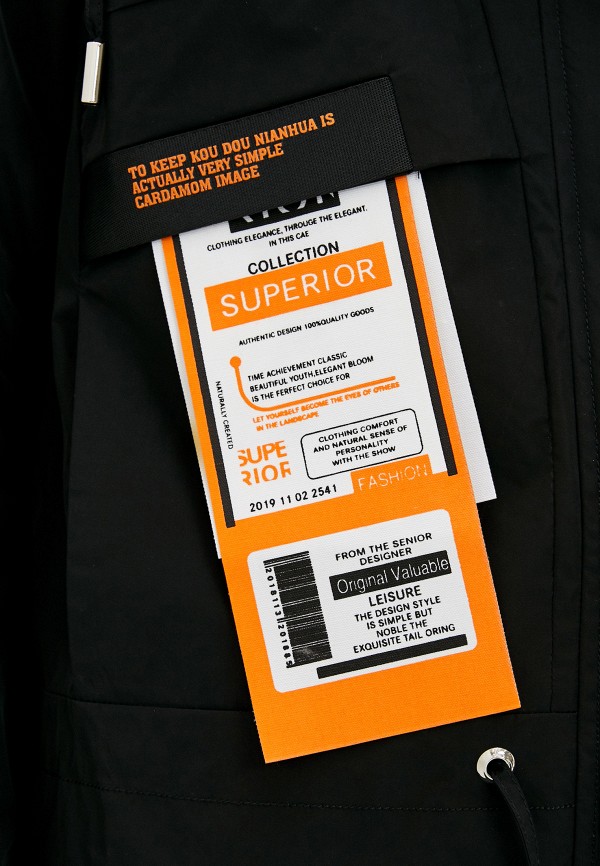 TO KEEP KOU DOU NIANHUA IS
ACTUALLY VERY SIMPLE
CARDAMOM IMAGE
CLOTHING ELEGANCE, THROUGE THE ELEGANT.
IN THIS CAE
COLLECTION
SUPERIOR
AUTHENTIC DESIGN 100%QUALITY GOODS
TIME ACHIEVEMENT CLASSIC
BEAUTIFUL YOUTH,ELEGANT BLOOM
IS THE FERFECT CHOICE FOR
LET YOURSELF BECOME THE EYES OF OTHERS
IN THE LANDSCAPE
NATURALLY CREATED
SUPE
RIOR
CLOTHING COMFORT
AND NATURAL SENSE OF
PERSONALITY
WITH THE SHOW
2019 11 02 2541
FASHION
FROM THE SENIOR
DESIGNER
Original Valuable
LEISURE
THE DESIGN STYLE
IS SIMPLE BUT
NOBLE THE
EXQUISITE TAIL ORING
2018113201885